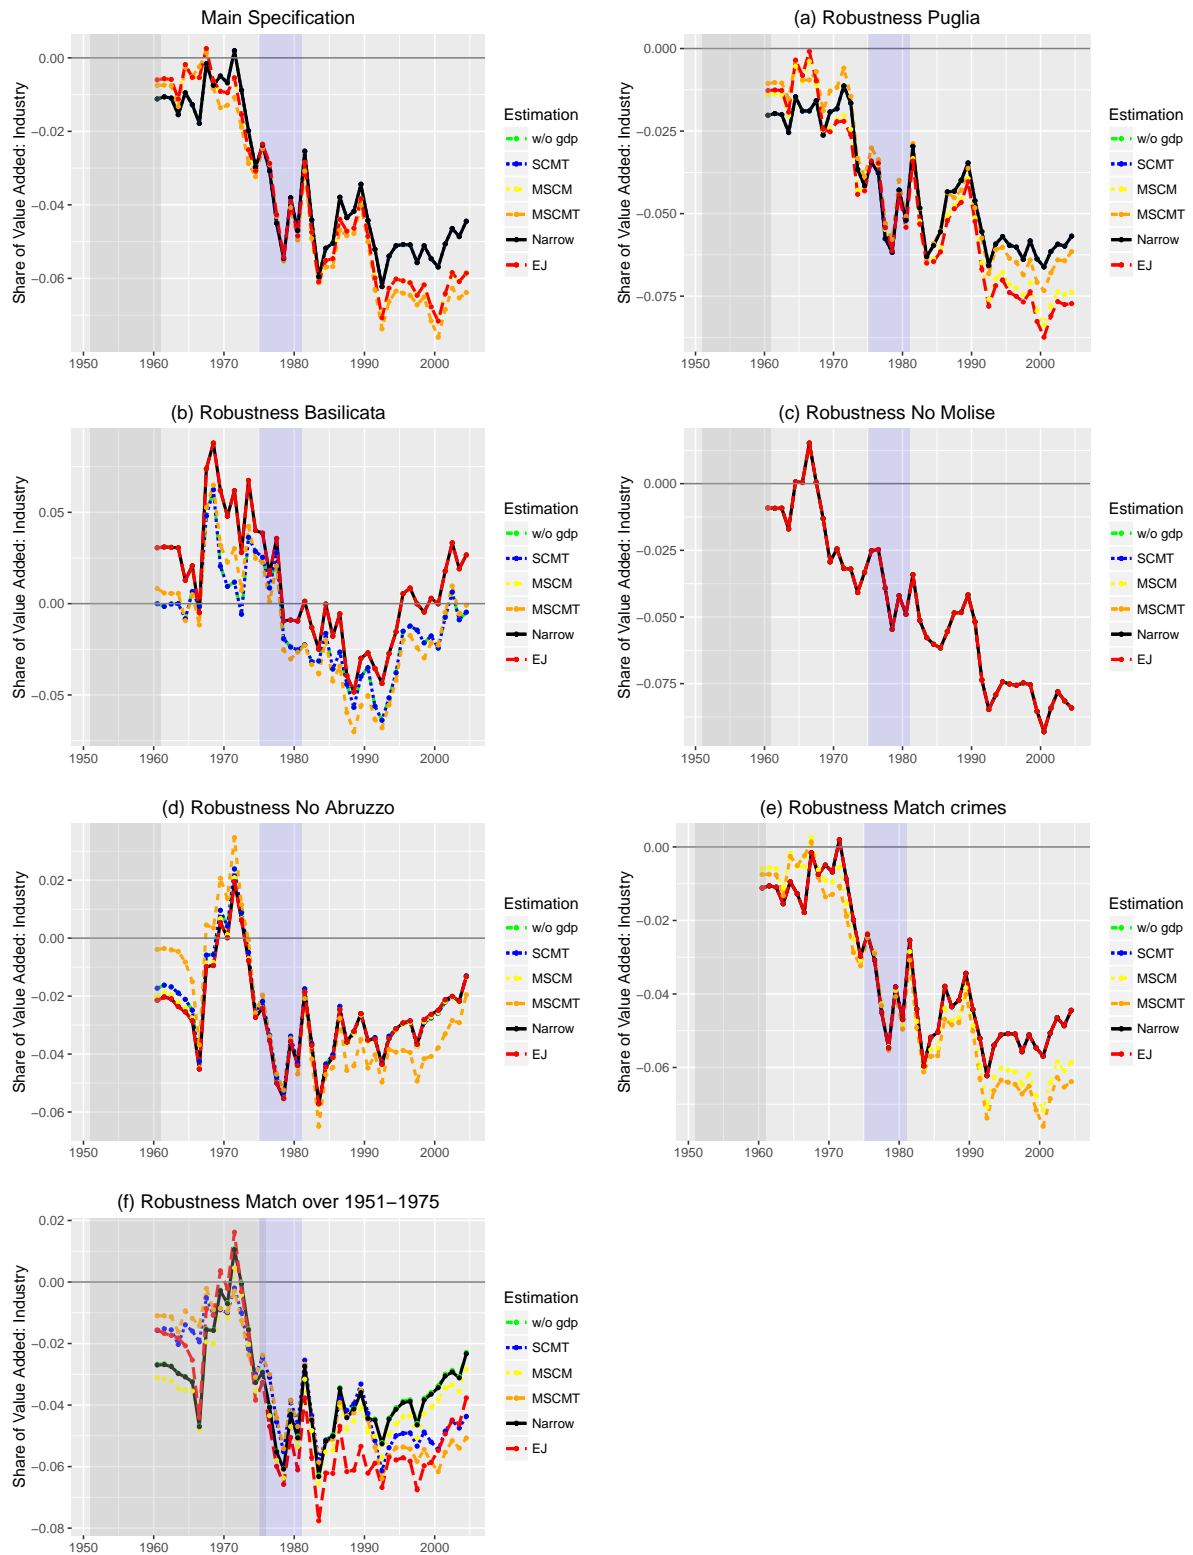 Main Specification
Share of Value Added: Industry
0.00
−0.02
−0.04
−0.06
1950 1960 1970 1980 1990 2000
Estimation
w/o gdp
SCMT
MSCM
MSCMT
Narrow
EJ
(a) Robustness Puglia
Share of Value Added: Industry
0.000
−0.025
−0.050
−0.075
1950 1960 1970 1980 1990 2000
Estimation
w/o gdp
SCMT
MSCM
MSCMT
Narrow
EJ
(b) Robustness Basilicata
Share of Value Added: Industry
0.05
0.00
−0.05
1950 1960 1970 1980 1990 2000
Estimation
w/o gdp
SCMT
MSCM
MSCMT
Narrow
EJ
(c) Robustness No Molise
Share of Value Added: Industry
0.000
−0.025
−0.050
−0.075
1950 1960 1970 1980 1990 2000
Estimation
w/o gdp
SCMT
MSCM
MSCMT
Narrow
EJ
(d) Robustness No Abruzzo
Share of Value Added: Industry
0.02
0.00
−0.02
−0.04
−0.06
1950 1960 1970 1980 1990 2000
Estimation
w/o gdp
SCMT
MSCM
MSCMT
Narrow
EJ
(e) Robustness Match crimes
Share of Value Added: Industry
0.00
−0.02
−0.04
−0.06
1950 1960 1970 1980 1990 2000
Estimation
w/o gdp
SCMT
MSCM
MSCMT
Narrow
EJ
(f) Robustness Match over 1951−1975
Share of Value Added: Industry
0.02
0.00
−0.02
−0.04
−0.06
−0.08
1950 1960 1970 1980 1990 2000
Estimation
w/o gdp
SCMT
MSCM
MSCMT
Narrow
EJ